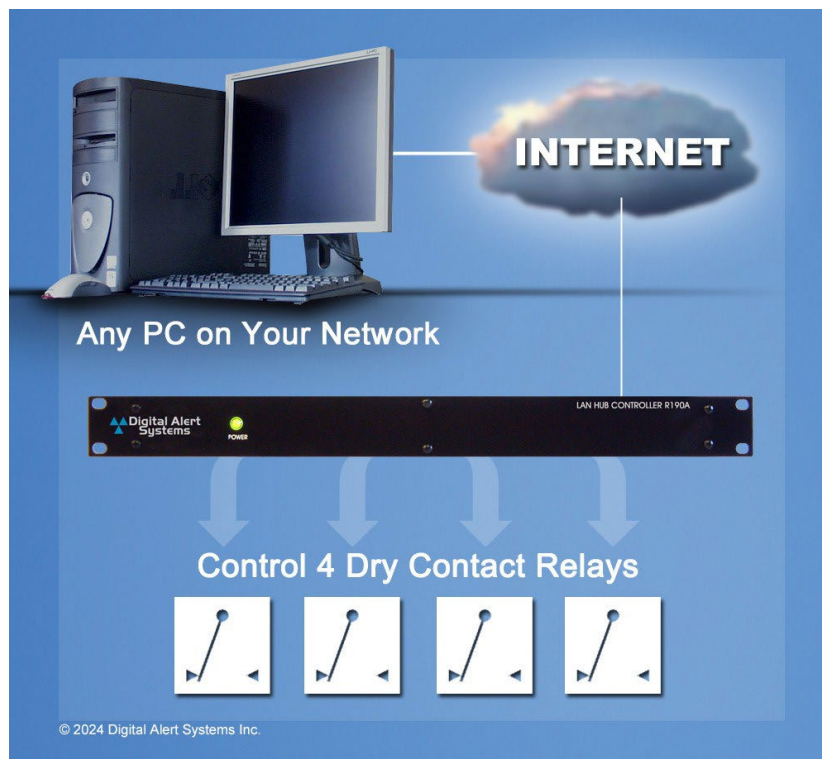 INTERNET
Any PC on Your Network
LAN HUB CONTROLLER R190A
Digital Alert
Systems
POWER
Control 4 Dry Contact Relays
© 2024 Digital Alert Systems Inc.